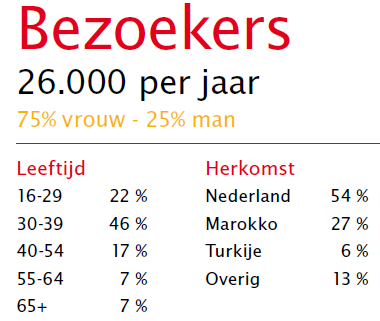 Bezoekers
26.000 per jaar
75% vrouw - 25% man
Leeftijd
16-29 22 %
30-39 46 %
40-54 17 %
55-64 7 %
65+ 7 %
Herkomst
Nederland 54 %
Marokko 27 %
Turkije 6 %
Overig 13 %